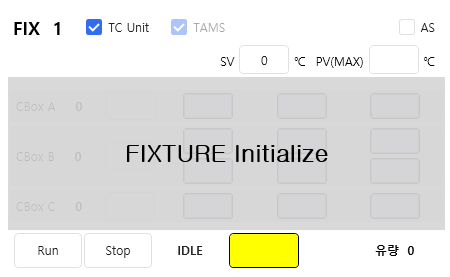 FIX 1 TC Unit TAMS AS
SV 0 ℃ PV(MAX) ℃
CBox A 0
CBox B 0
FIXTURE Initialize
CBox C 0
Run Stop IDLE 유량 0